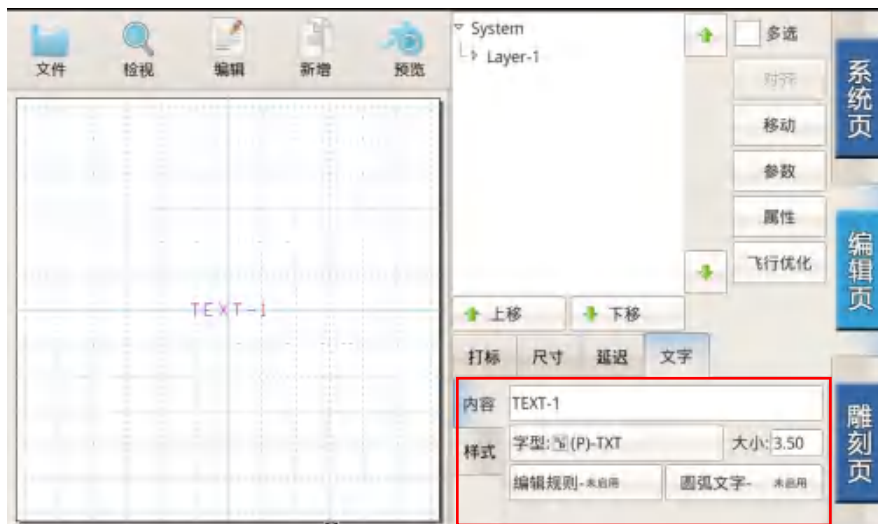 文件 检视 编辑 新增 预览
System
Layer-1
多选
对齐
移动
参数
属性
飞行优化
上移 下移
打标 尺寸 延迟 文字
内容 TEXT-1
样式 字型: (P)-TXT 大小: 3.50
编辑规则-未启用 圆弧文字- 未启用
TEXT-1
系统页
编辑页
雕刻页